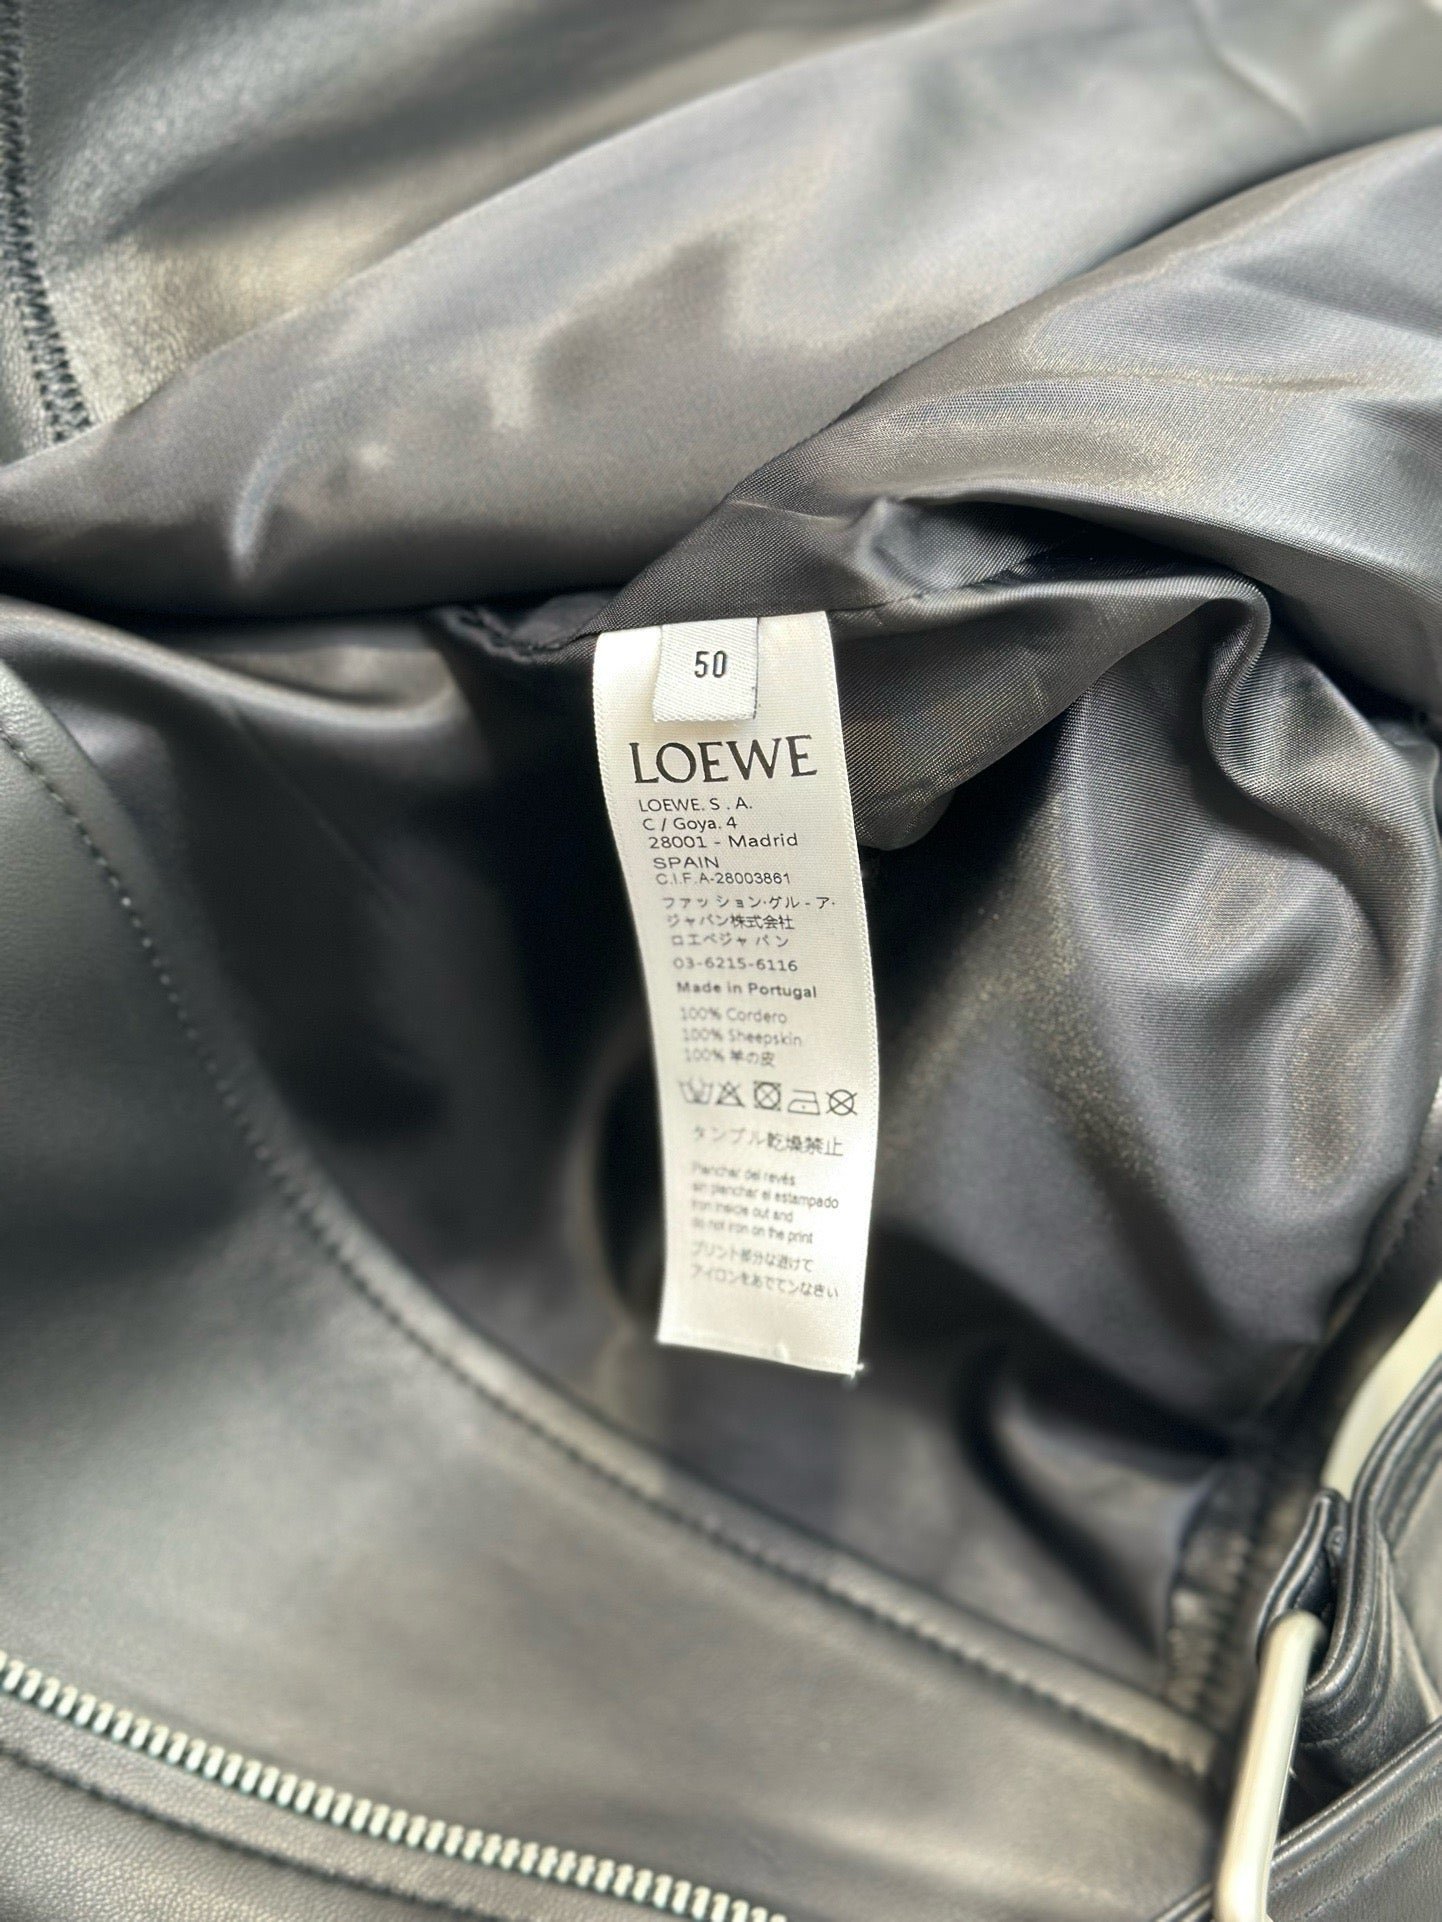 50
LOEWE
LOEWE. S . A.
C / Goya. 4
28001 - Madrid
SPAIN
C.I.F. A-28003861
ファッション·グル - ア·
ジャパン株式会社
ロエベジャパン
03-6215-6116
Made in Portugal
100% Cordero
100% Sheepskin
100% 羊の皮
タンブル乾燥禁止
Planchar del revés
sin planchar el estampado
Iron inside out and
do not iron on the print
プリント部分な避けて
アイロンをあててンなさい